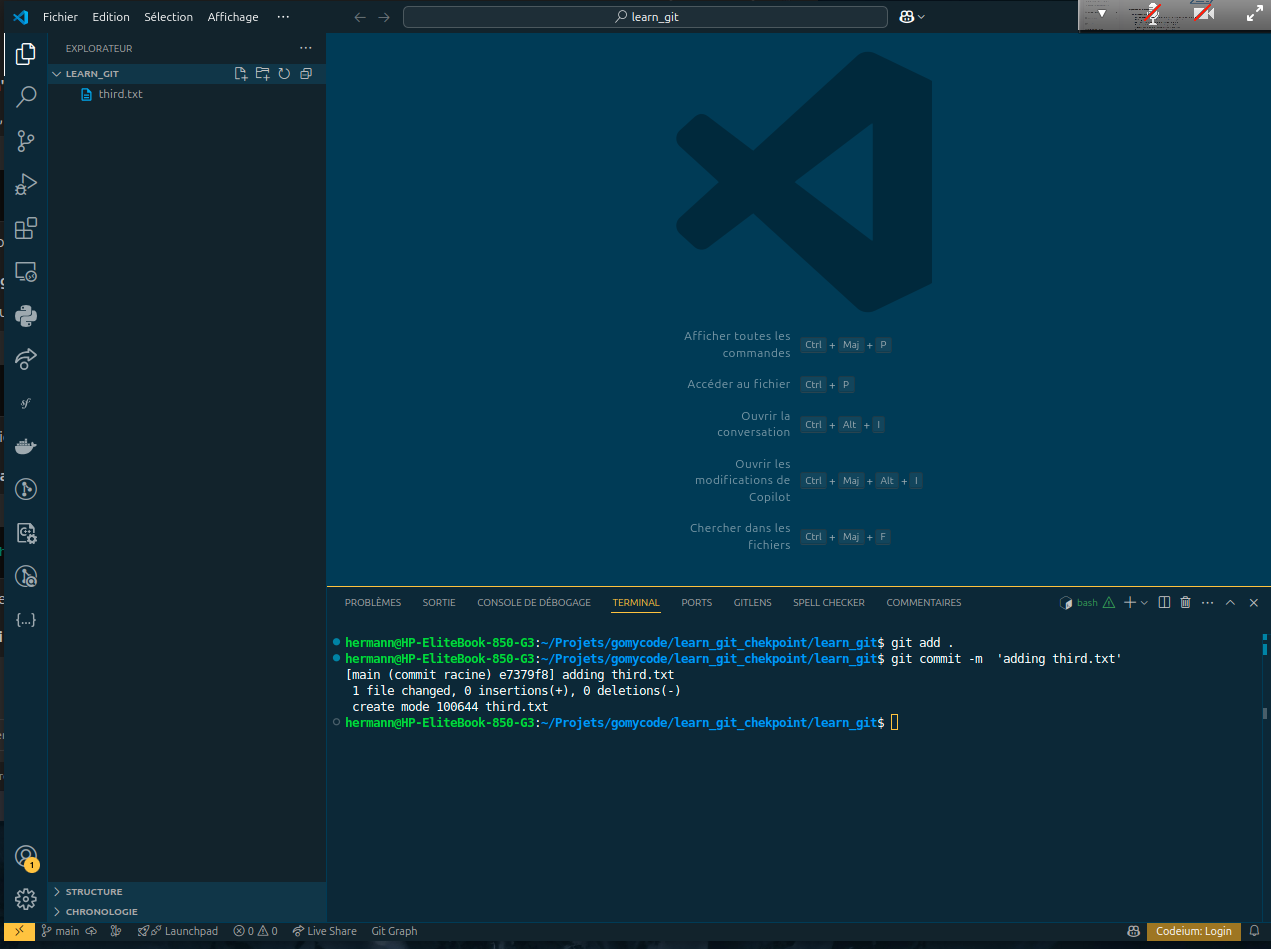 Fichier Edition Sélection Affichage ···
learn_git
EXPLORATEUR
LEARN_GIT
third.txt
Afficher toutes les
commandes
Ctrl + Maj + P
Accéder au fichier
Ctrl + P
Ouvrir la
conversation
Ctrl + Alt + I
Ouvrir les
modifications de
Copilot
Ctrl + Maj + Alt + I
Chercher dans les
fichiers
Ctrl + Maj + F
PROBLÈMES SORTIE CONSOLE DE DÉBOGAGE TERMINAL PORTS GITLENS SPELL CHECKER COMMENTAIRES
bash
hermann@HP-EliteBook-850-G3:~/Projets/gomycode/learn_git_chekpoint/learn_git$ git add .
hermann@HP-EliteBook-850-G3:~/Projets/gomycode/learn_git_chekpoint/learn_git$ git commit -m  'adding third.txt'
[main (commit racine) e7379f8] adding third.txt
 1 file changed, 0 insertions(+), 0 deletions(-)
 create mode 100644 third.txt
hermann@HP-EliteBook-850-G3:~/Projets/gomycode/learn_git_chekpoint/learn_git$
1
STRUCTURE
CHRONOLOGIE
main Launchpad 0 0 Live Share Git Graph Codeium: Login